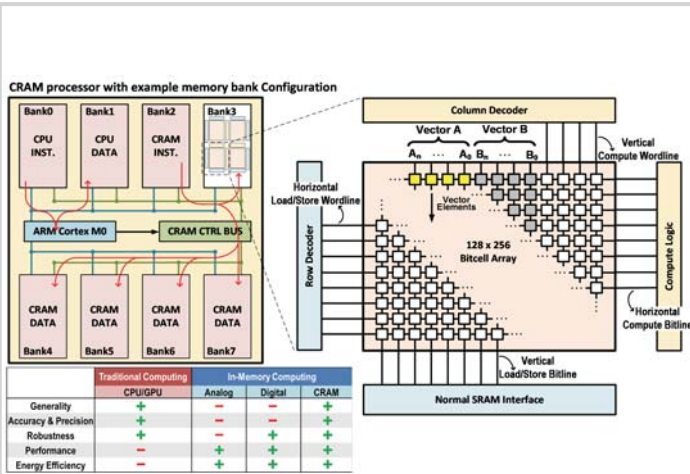 CRAM processor with example memory bank Configuration
Bank0
CPU
INST.
Bank1
CPU
DATA
Bank2
CRAM
INST.
Bank3
ARM Cortex M0
CRAM CTRL BUS
CRAM
DATA
Bank4
CRAM
DATA
Bank5
CRAM
DATA
Bank6
CRAM
DATA
Bank7
Column Decoder
Vector A
Vector B
An ... A0 Bn ... B0
Vertical
Compute Wordline
Horizontal
Load/Store Wordline
Vector
Elements
Row Decoder
128 x 256
Bitcell Array
Compute Logic
Horizontal
Compute Bitline
Vertical
Load/Store Bitline
Normal SRAM Interface
Traditional Computing In-Memory Computing
CPU/GPU Analog Digital CRAM
Generality + - - +
Accuracy & Precision + - - +
Robustness + - + +
Performance - + + +
Energy Efficiency - + + +